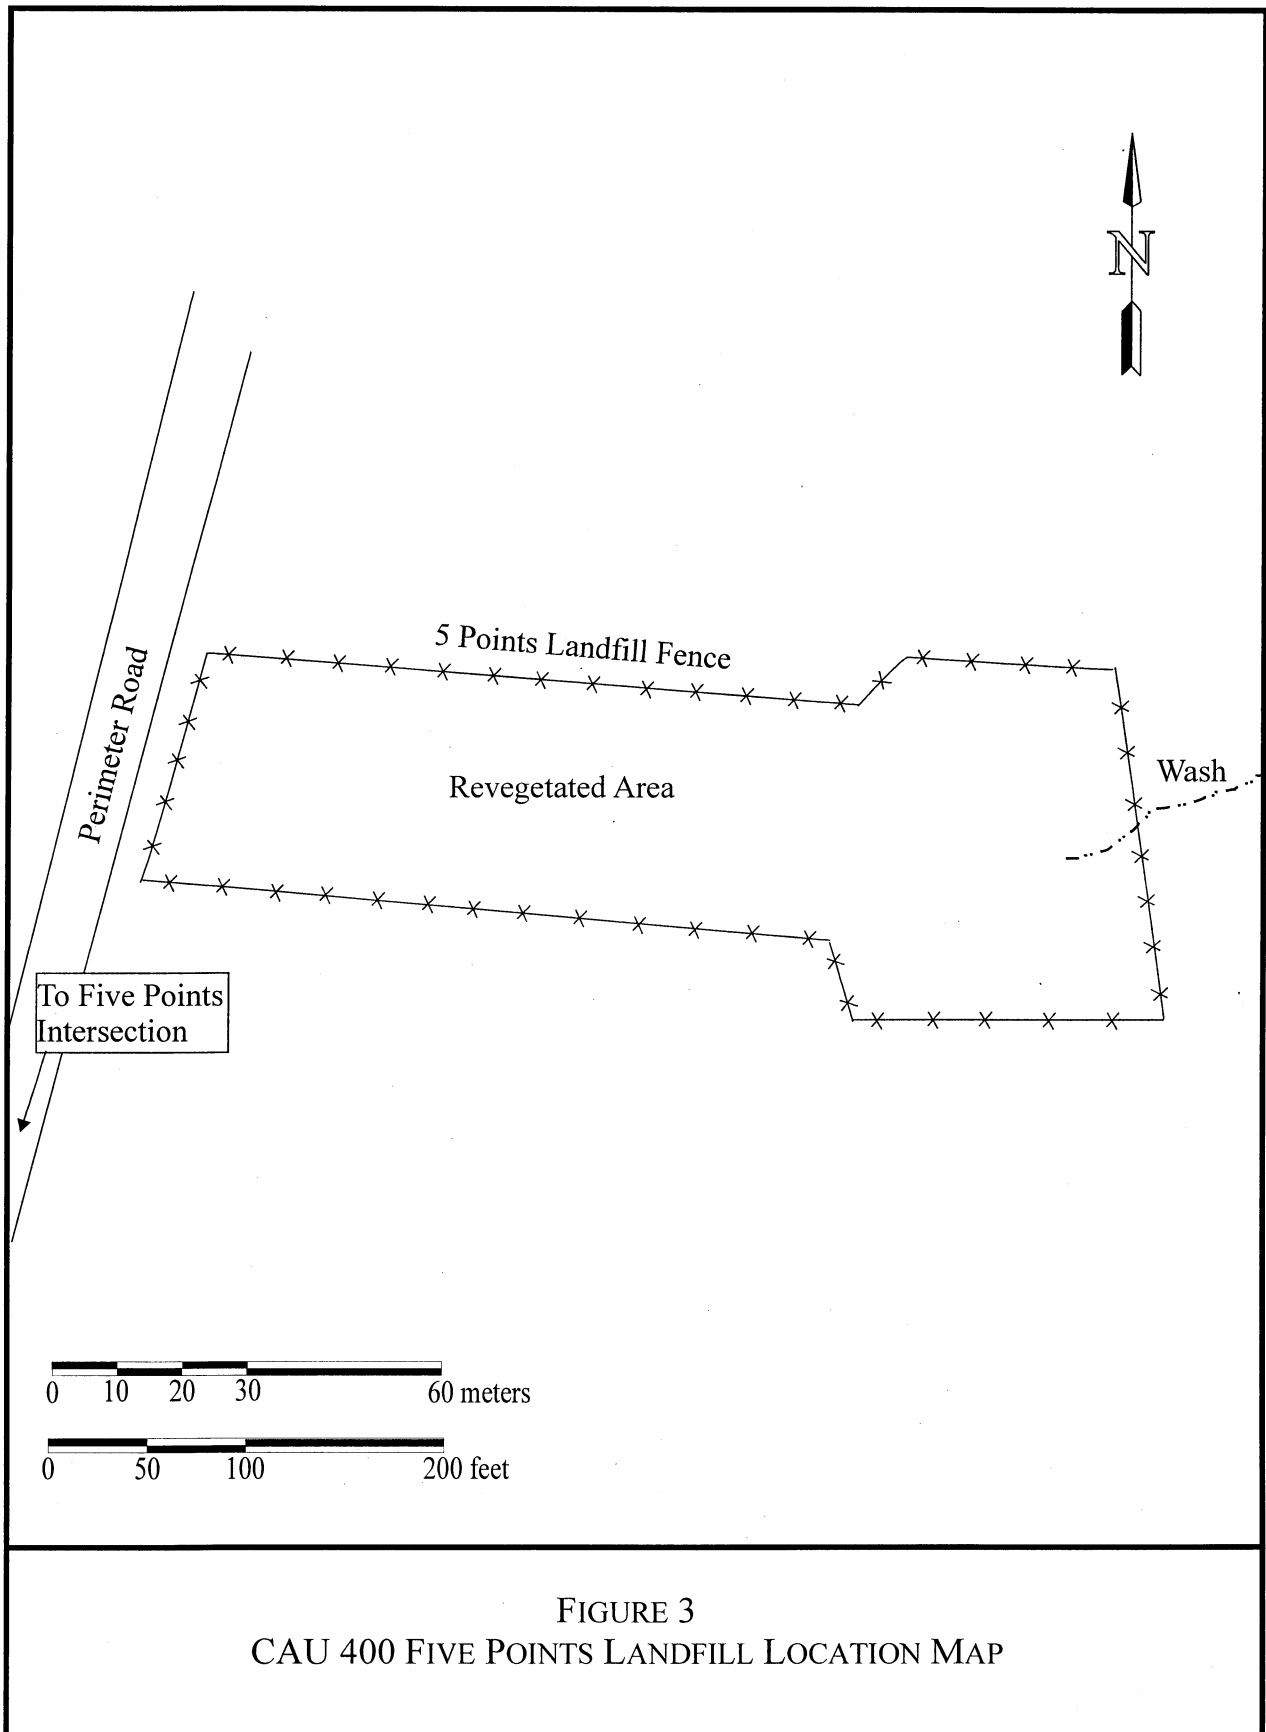 N
5 Points Landfill Fence
Perimeter Road
Wash
Revegetated Area
To Five Points
Intersection
0 10 20 30 60 meters
0 50 100 200 feet
FIGURE 3
CAU 400 FIVE POINTS LANDFILL LOCATION MAP